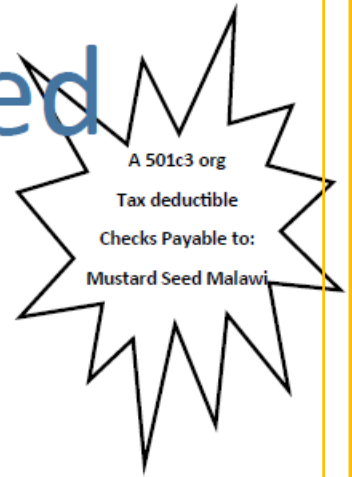 ed
A 501c3 org
Tax deductible
Checks Payable to:
Mustard Seed Malawi